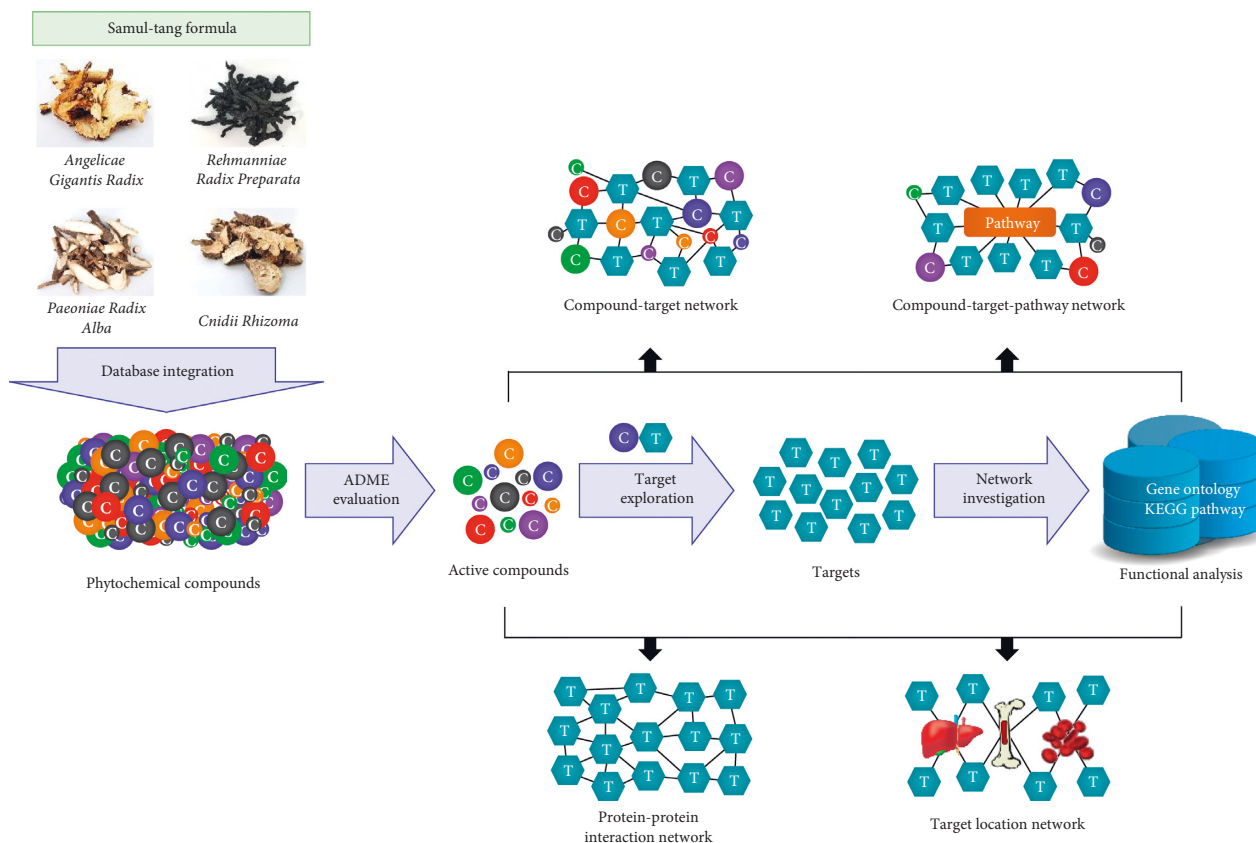 Samul-tang formula
Angelicae
Gigantis Radix
Rehmanniae
Radix Preparata
Paeoniae Radix
Alba
Cnidii Rhizoma
Database integration
Phytochemical compounds
ADME
evaluation
Active compounds
C T
Target
exploration
Targets
Network
investigation
Gene ontology
KEGG pathway
Functional analysis
Compound-target network
Pathway
Compound-target-pathway network
Protein-protein
interaction network
Target location network